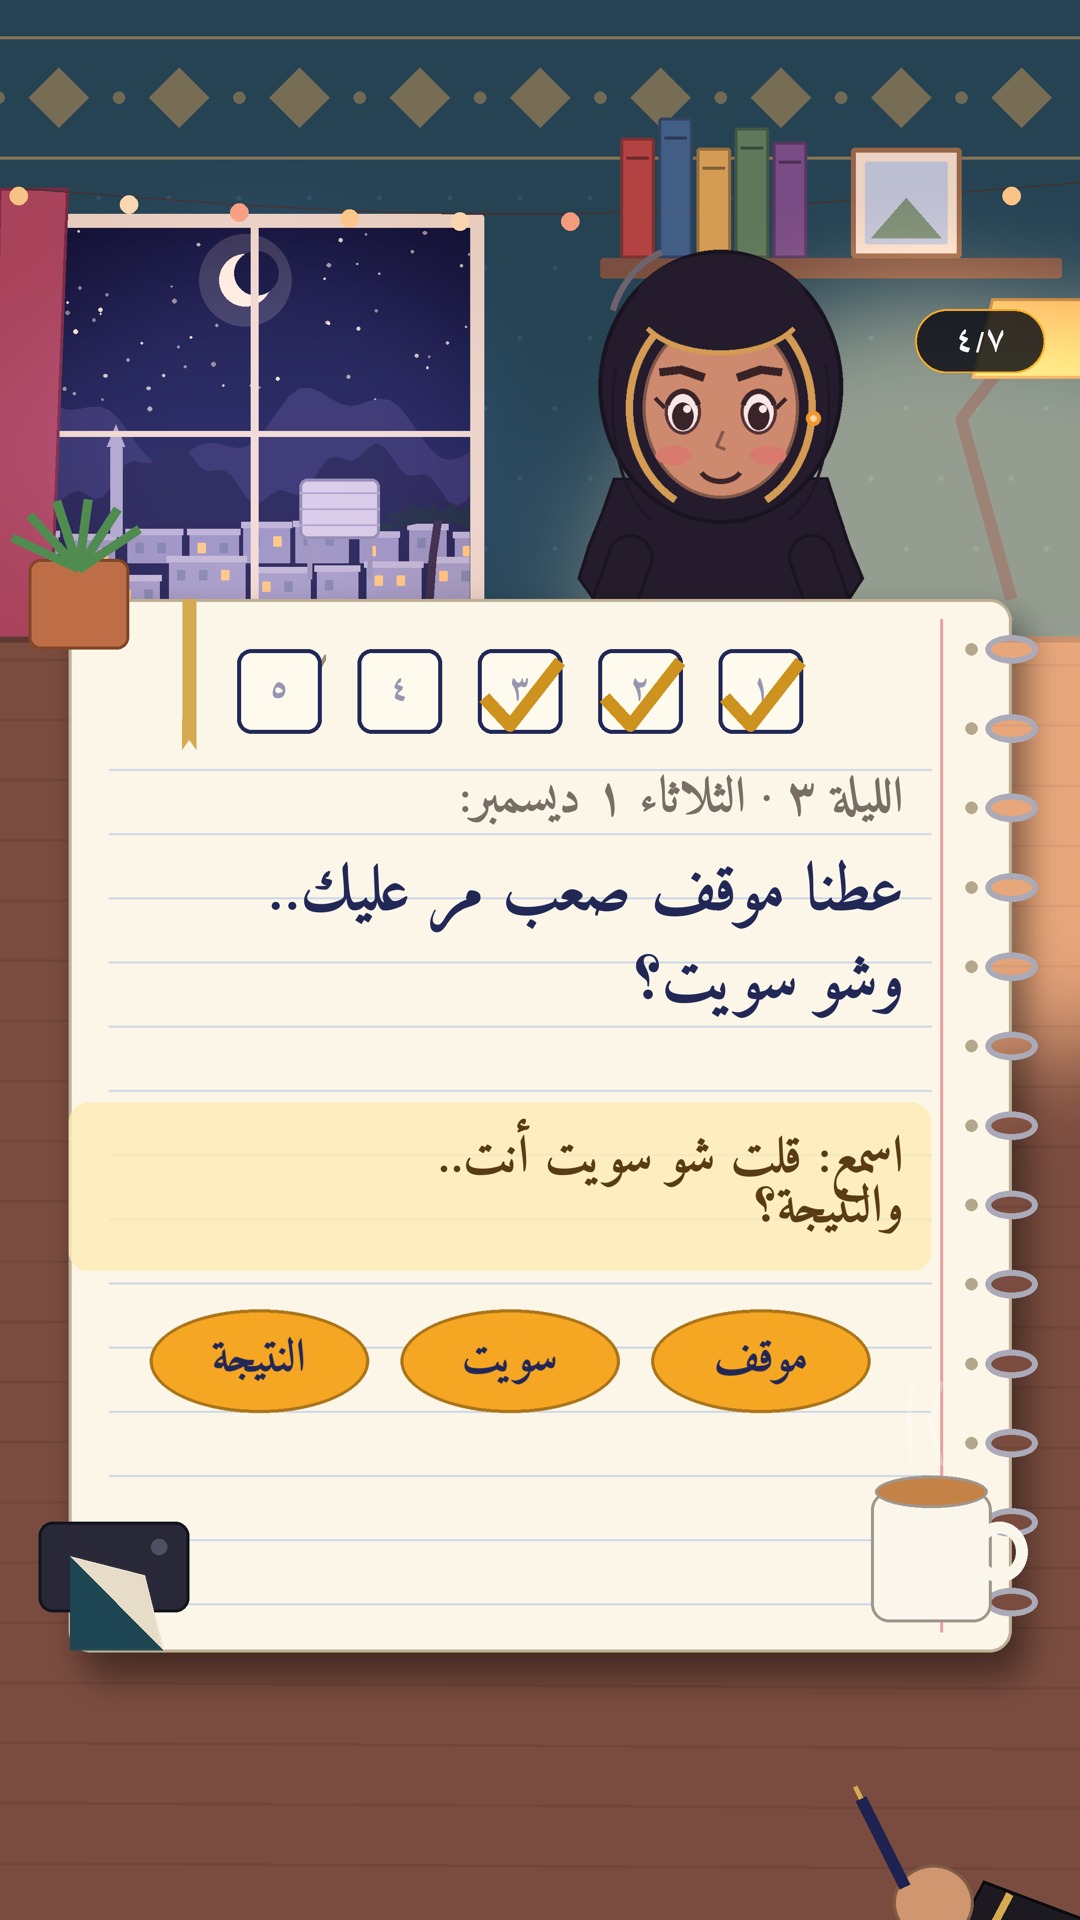 ٤/٧
١ ٢ ٣ ٤ ٥
الليلة ٣ · الثلاثاء ١ ديسمبر:
عطنا موقف صعب مر عليك..
وشو سويت؟
اسمع: قلت شو سويت أنت..
والنتيجة؟
موقف سويت النتيجة